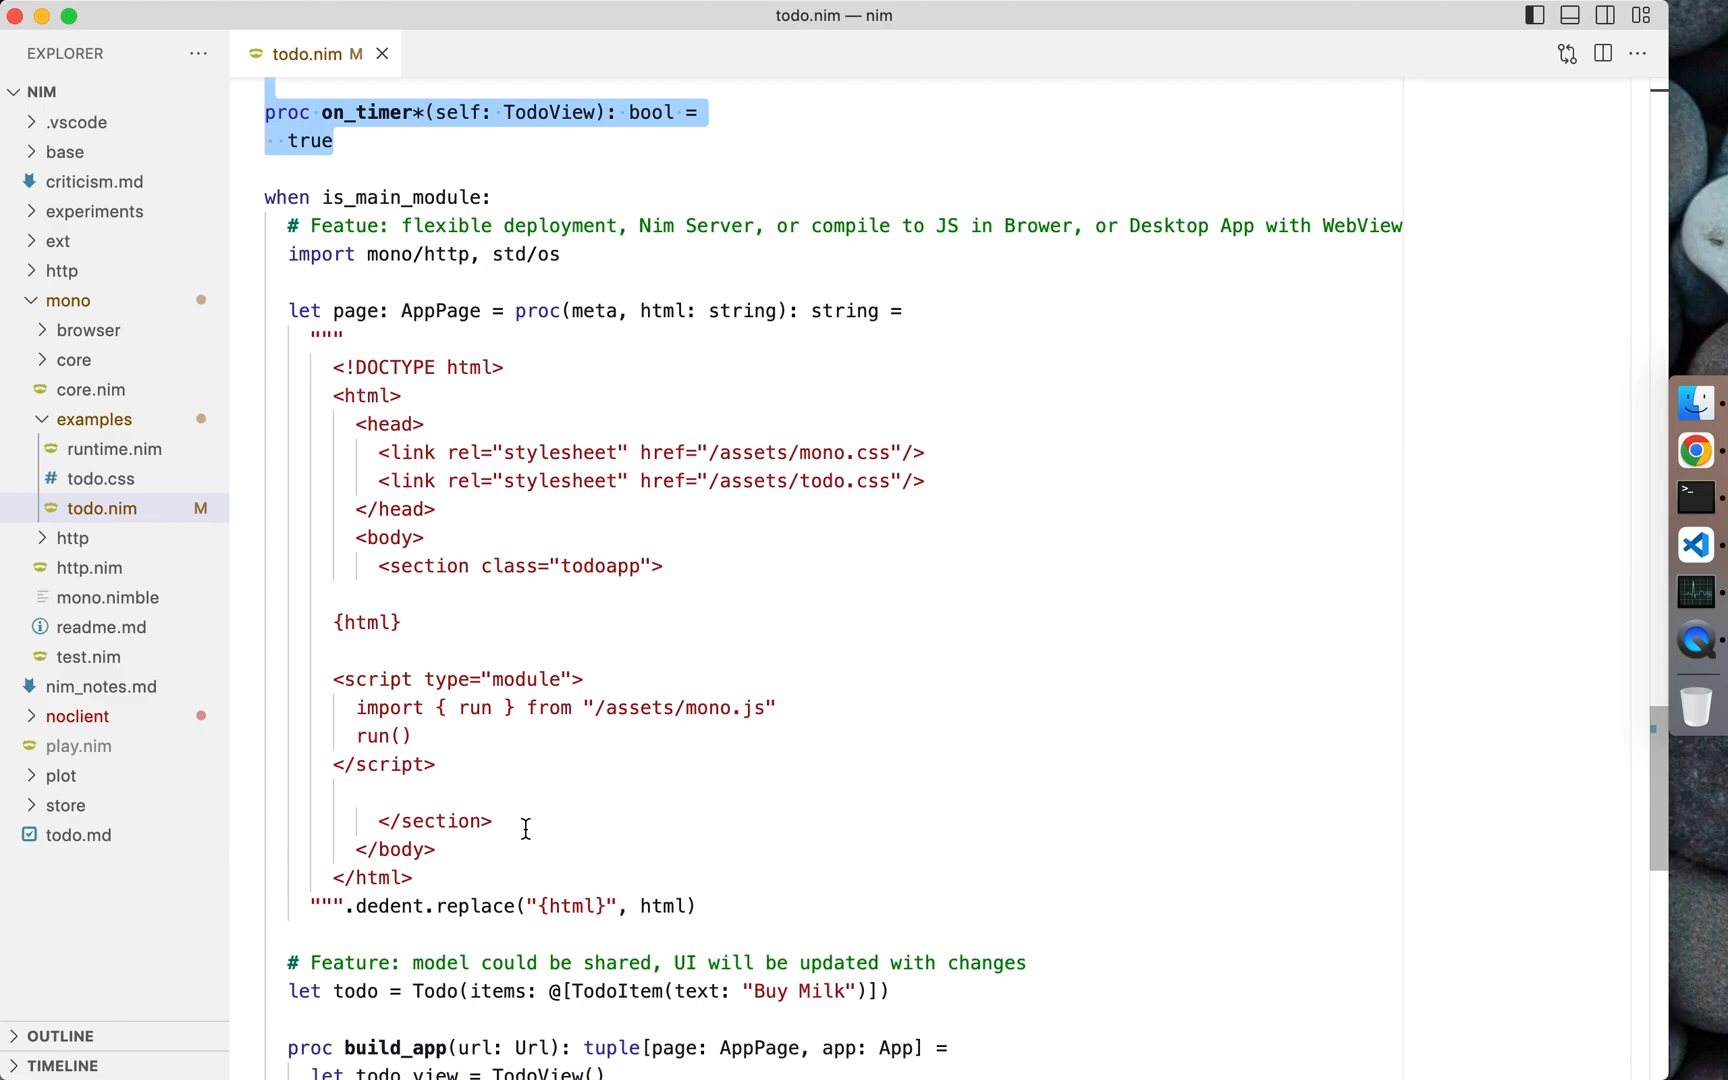 todo.nim — nim
EXPLORER
todo.nim M
NIM
.vscode
base
criticism.md
experiments
ext
http
mono
browser
core
core.nim
examples
runtime.nim
# todo.css
todo.nim M
http
http.nim
mono.nimble
readme.md
test.nim
nim_notes.md
noclient
play.nim
plot
store
todo.md
OUTLINE
TIMELINE
proc on_timer*(self: TodoView): bool =
true
when is_main_module:
# Featue: flexible deployment, Nim Server, or compile to JS in Brower, or Desktop App with WebView
import mono/http, std/os
let page: AppPage = proc(meta, html: string): string =
"""
<!DOCTYPE html>
<html>
<head>
<link rel="stylesheet" href="/assets/mono.css"/>
<link rel="stylesheet" href="/assets/todo.css"/>
</head>
<body>
<section class="todoapp">
{html}
<script type="module">
import { run } from "/assets/mono.js"
run()
</script>
</section>
</body>
</html>
""".dedent.replace("{html}", html)
# Feature: model could be shared, UI will be updated with changes
let todo = Todo(items: @[TodoItem(text: "Buy Milk")])
proc build_app(url: Url): tuple[page: AppPage, app: App] =
let todo_view = TodoView()